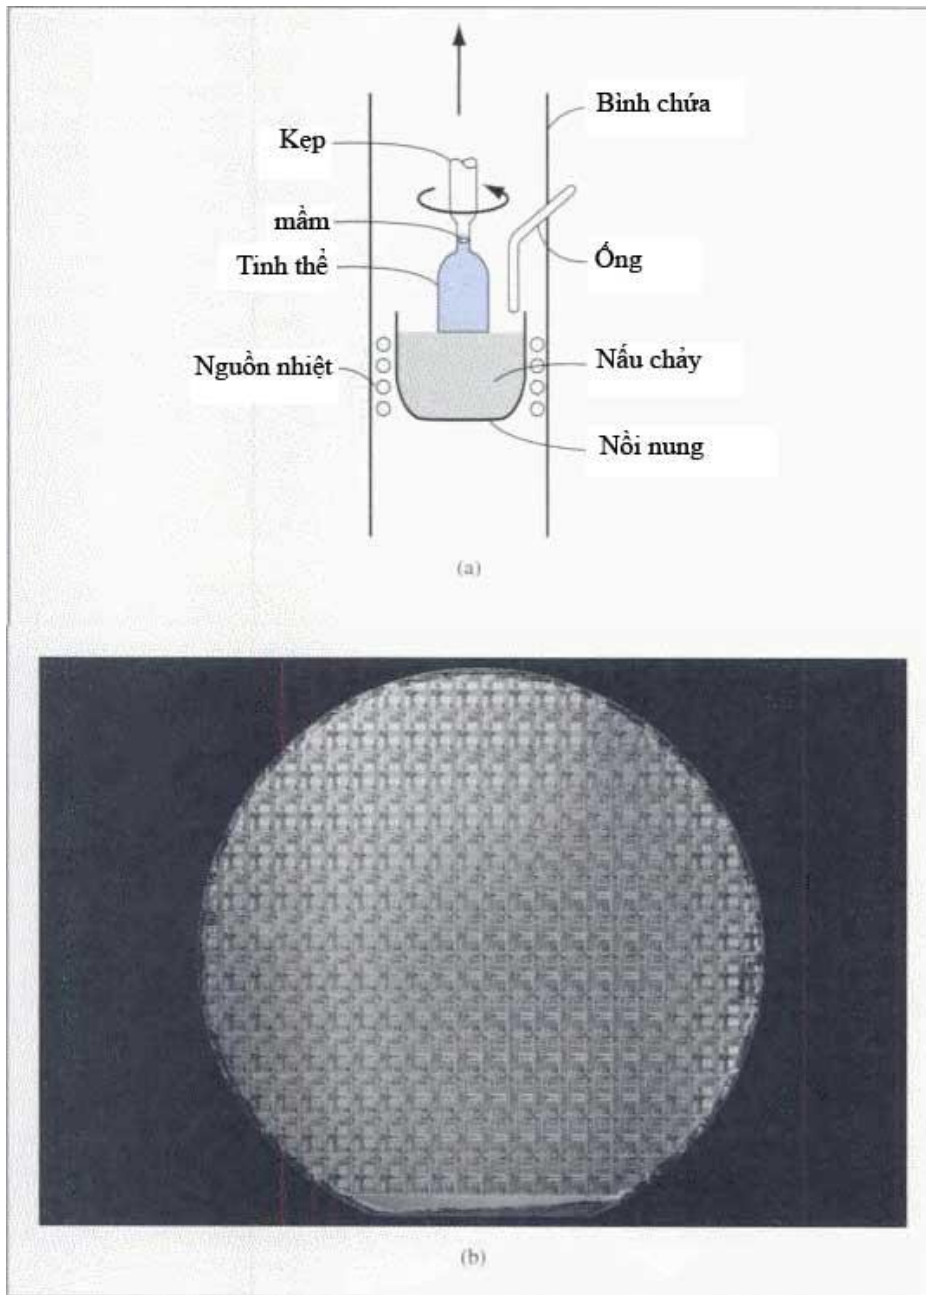 Bình chứa
Kẹp
mầm
Ống
Tinh thể
Nguồn nhiệt
Nấu chảy
Nồi nung
(a)
(b)